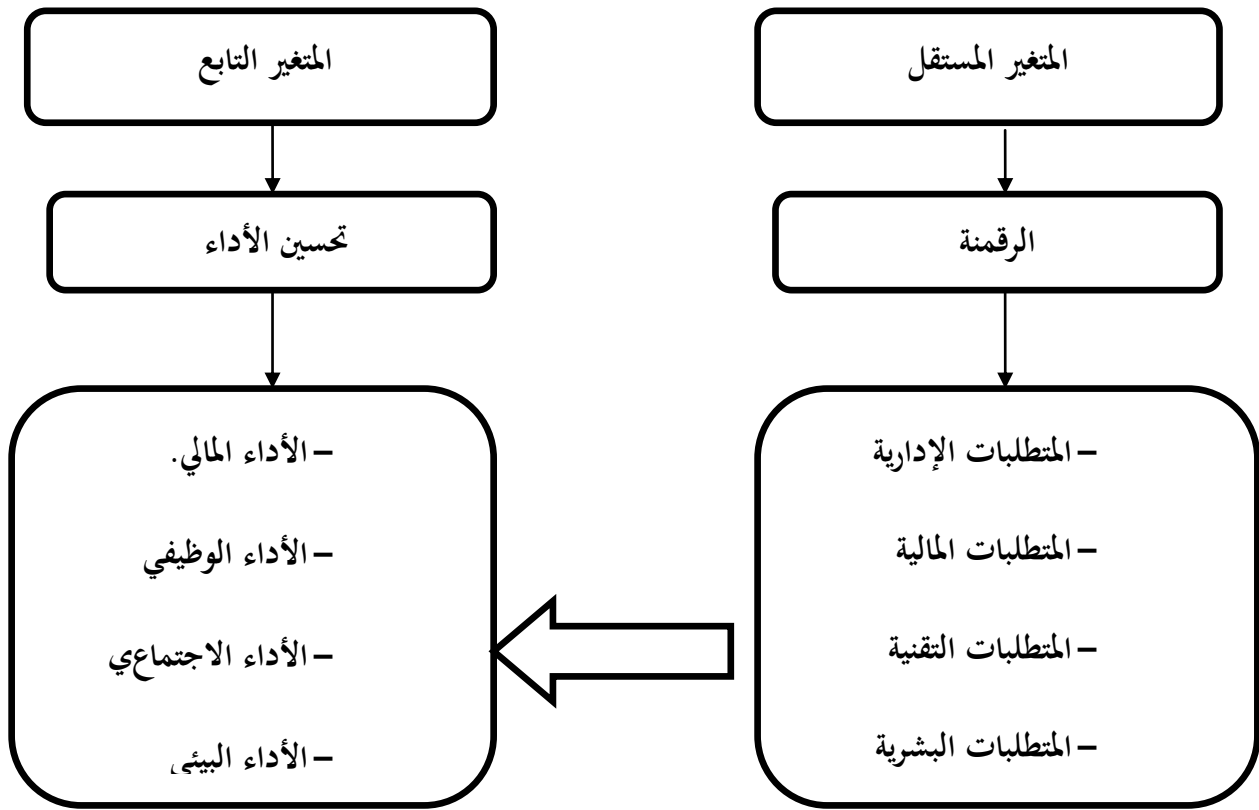 المتغير المستقل
المتغير التابع
الرقمنة
تحسين الأداء
– المتطلبات الإدارية
– المتطلبات المالية
– المتطلبات التقنية
– المتطلبات البشرية
– الأداء المالي.
– الأداء الوظيفي
– الأداء الاجتماعي
– الأداء البيئي